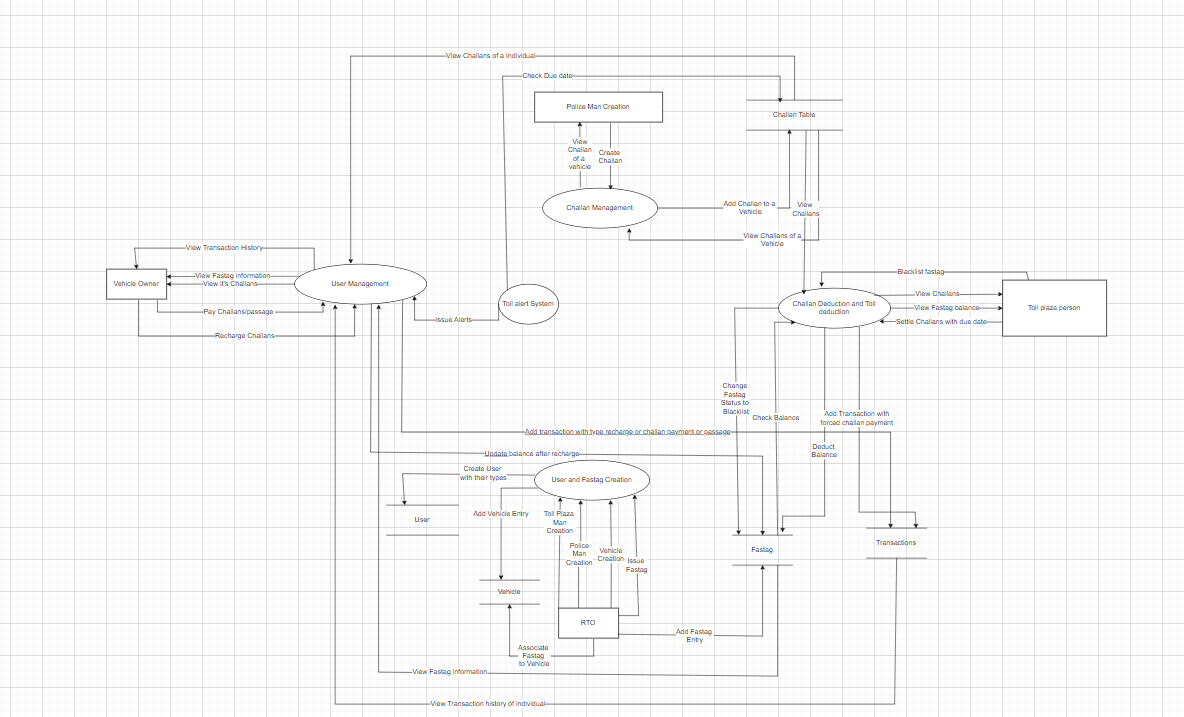 View Challans of a Individual
Check Due date
Police Man Creation
Challan Table
View
Challan
of a
vehicle
Create
Challan
Challan Management
Add Challan to a
Vehicle
View
Challans
View Challans of a
Vehicle
View Transaction History
View Fastag information
View it's Challans
Vehicle Owner
User Management
Pay Challans/passage
Recharge Challans
Issue Alerts
Toll alert System
Blacklist fastag
View Challans
View Fastag balance
Settle Challans with due date
Challan Deduction and Toll
deduction
Toll plaza person
Change
Fastag
Status to
Blacklist
Check Balance
Add Transaction with
forced challan payment
Deduct
Balance
Add transaction with type recharge or challan payment or passage
Update balance after recharge
Create User
with their types
User and Fastag Creation
User
Add Vehicle Entry
Toll Plaza
Man
Creation
Police
Man
Creation
Vehicle
Creation
Issue
Fastag
Fastag
Transactions
Vehicle
RTO
Add Fastag
Entry
Associate
Fastag
to Vehicle
View Fastag information
View Transaction history of individual